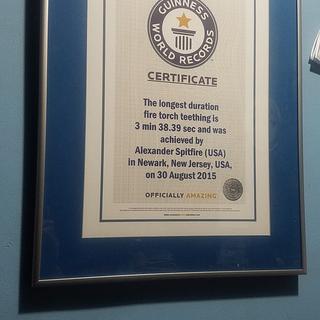 GUINNESS
WORLD RECORDS
CERTIFICATE
The longest duration
fire torch teething is
3 min 38.39 sec and was
achieved by
Alexander Spitfire (USA)
in Newark, New Jersey, USA,
on 30 August 2015
OFFICIALLY AMAZING